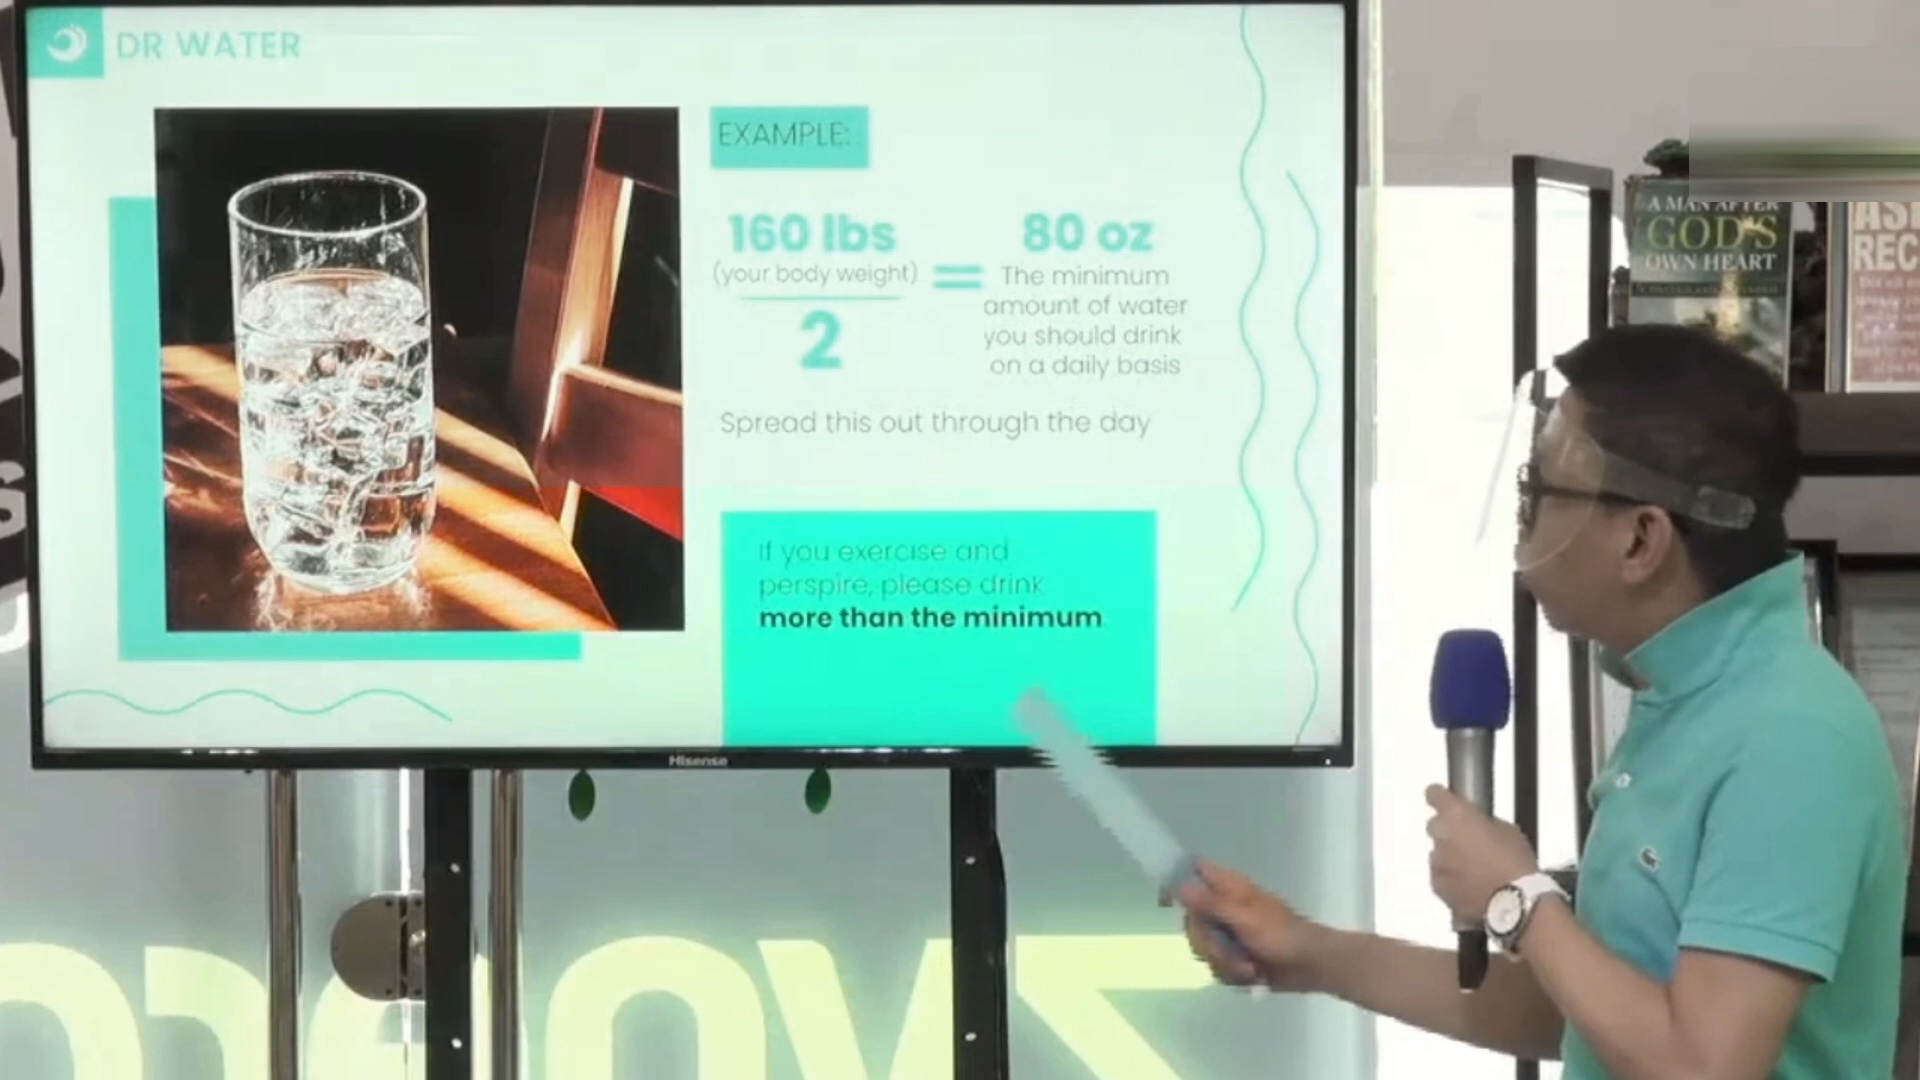 DR WATER
EXAMPLE:
160 lbs
(your body weight)
2
=
80 oz
The minimum
amount of water
you should drink
on a daily basis
Spread this out through the day
If you exercise and
perspire, please drink
more than the minimum
Hisense
A MAN AFTER
GOD'S
OWN HEART
REC